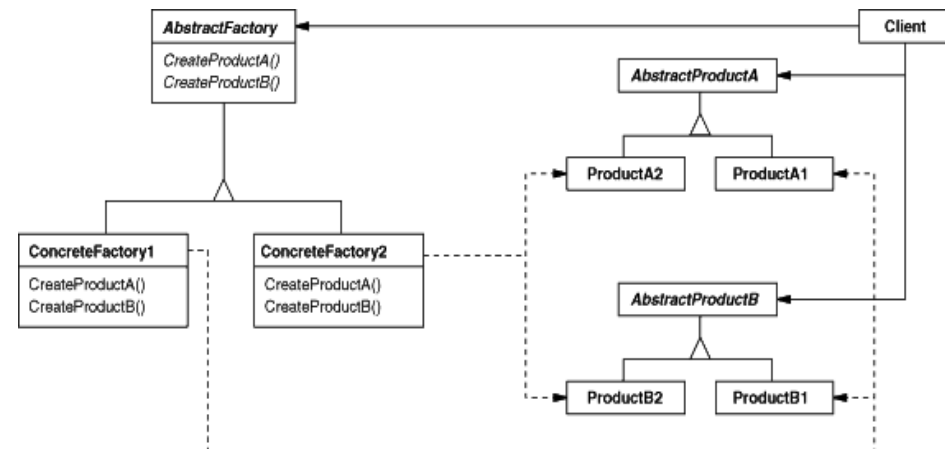 AbstractFactory
CreateProductA()
CreateProductB()
Client
AbstractProductA
ProductA2
ProductA1
ConcreteFactory1
CreateProductA()
CreateProductB()
ConcreteFactory2
CreateProductA()
CreateProductB()
AbstractProductB
ProductB2
ProductB1